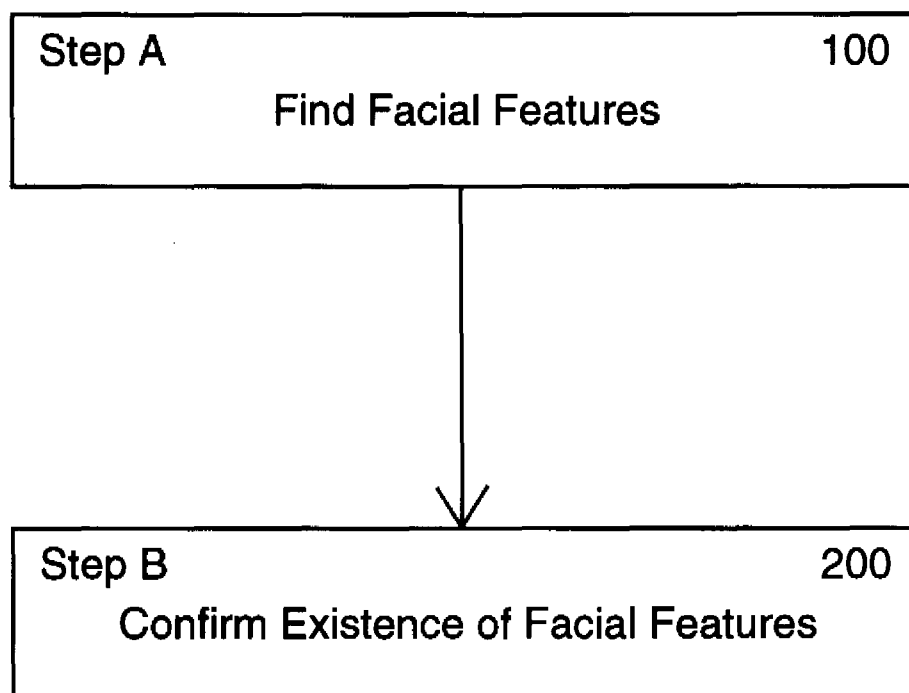 Step A 100
Find Facial Features
Step B 200
Confirm Existence of Facial Features